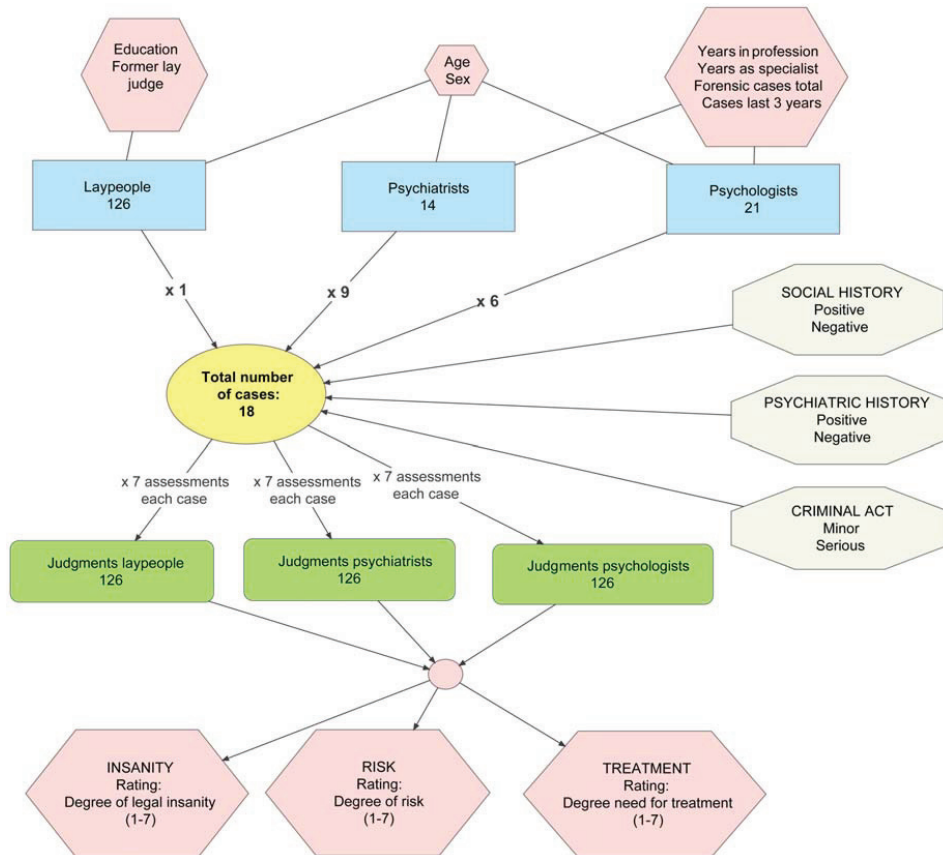 Education
Former lay
judge
Age
Sex
Years in profession
Years as specialist
Forensic cases total
Cases last 3 years
Laypeople
126
Psychiatrists
14
Psychologists
21
x 1
x 9
x 6
SOCIAL HISTORY
Positive
Negative
Total number
of cases:
18
PSYCHIATRIC HISTORY
Positive
Negative
x 7 assessments
each case
x 7 assessments
each case
x 7 assessments
each case
CRIMINAL ACT
Minor
Serious
Judgments laypeople
126
Judgments psychiatrists
126
Judgments psychologists
126
INSANITY
Rating:
Degree of legal insanity
(1-7)
RISK
Rating:
Degree of risk
(1-7)
TREATMENT
Rating:
Degree need for treatment
(1-7)